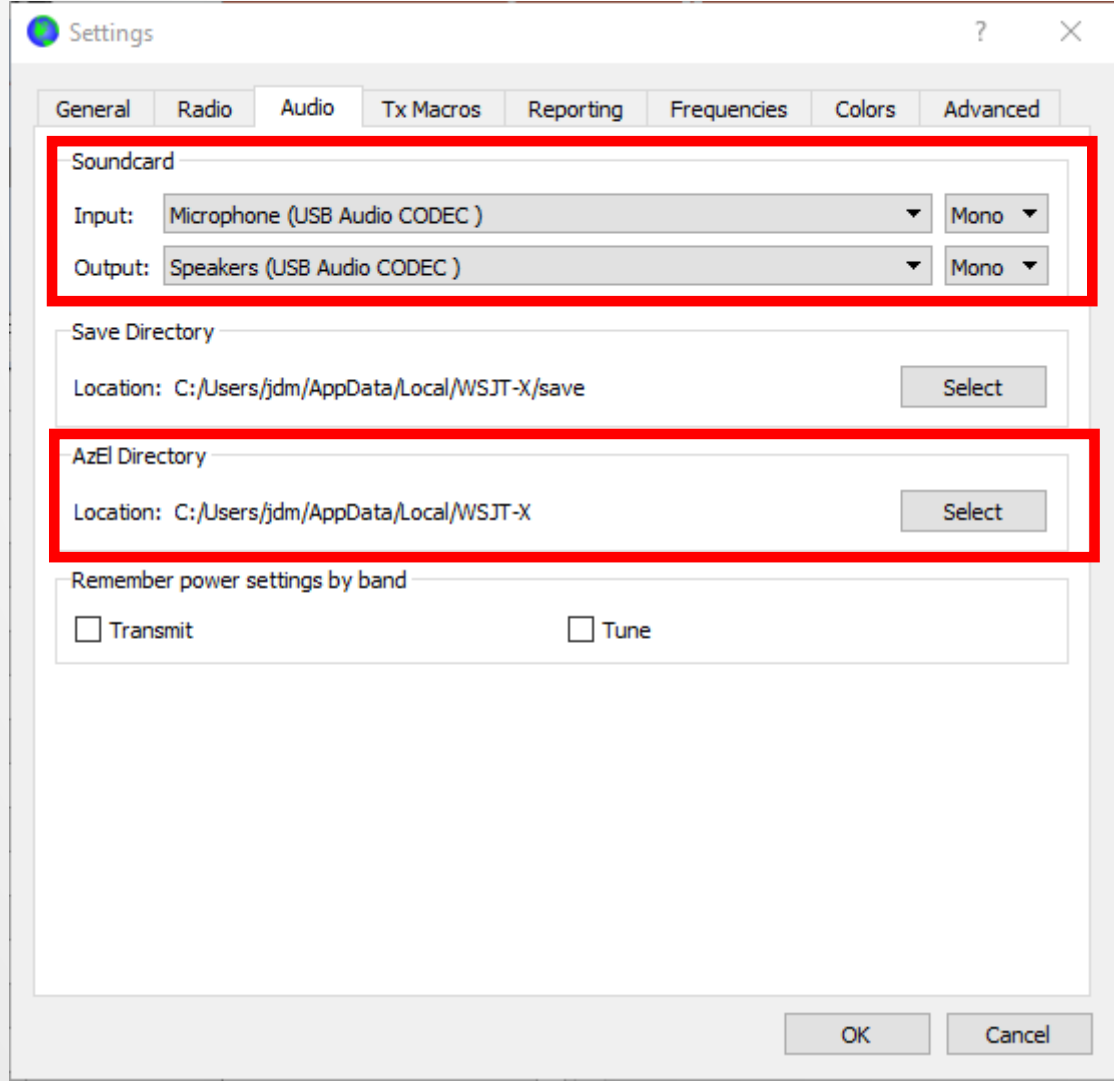 Settings ?
General Radio Audio Tx Macros Reporting Frequencies Colors Advanced
Soundcard
Input: Microphone (USB Audio CODEC ) Mono
Output: Speakers (USB Audio CODEC ) Mono
Save Directory
Location: C:/Users/jdm/AppData/Local/WSJT-X/save Select
AzEl Directory
Location: C:/Users/jdm/AppData/Local/WSJT-X Select
Remember power settings by band
Transmit Tune
OK Cancel